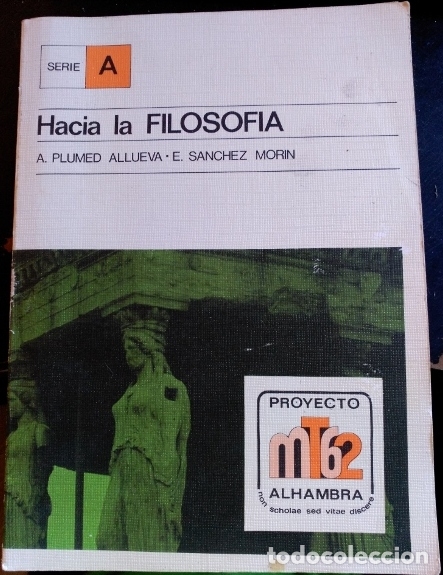 SERIE A
Hacia la FILOSOFIA
A. PLUMED ALLUEVA · E. SANCHEZ MORIN
PROYECTO
mT62
ALHAMBRA
non scholae sed vitae discere
todocoleccion